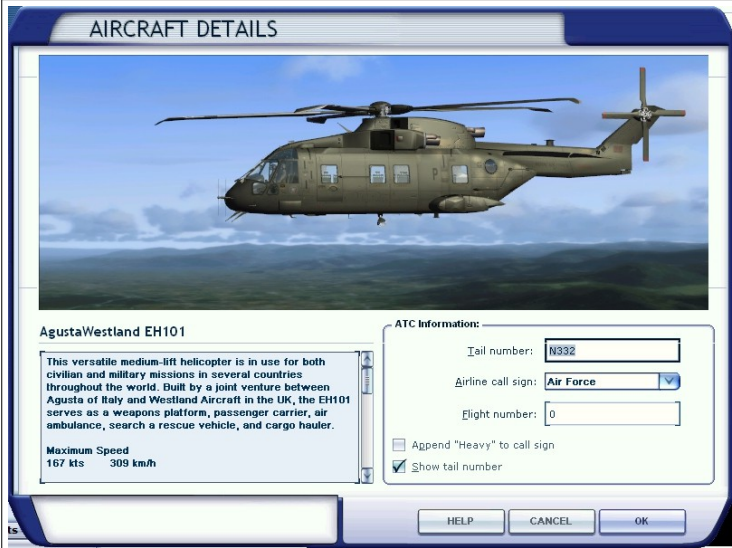 AIRCRAFT DETAILS
AgustaWestland EH101
This versatile medium-lift helicopter is in use for both
civilian and military missions in several countries
throughout the world. Built by a joint venture between
Agusta of Italy and Westland Aircraft in the UK, the EH101
serves as a weapons platform, passenger carrier, air
ambulance, search a rescue vehicle, and cargo hauler.
Maximum Speed
167 kts 309 km/h
ATC Information:
Tail number: N332
Airline call sign: Air Force
Flight number: 0
Append "Heavy" to call sign
Show tail number
ts
HELP CANCEL OK